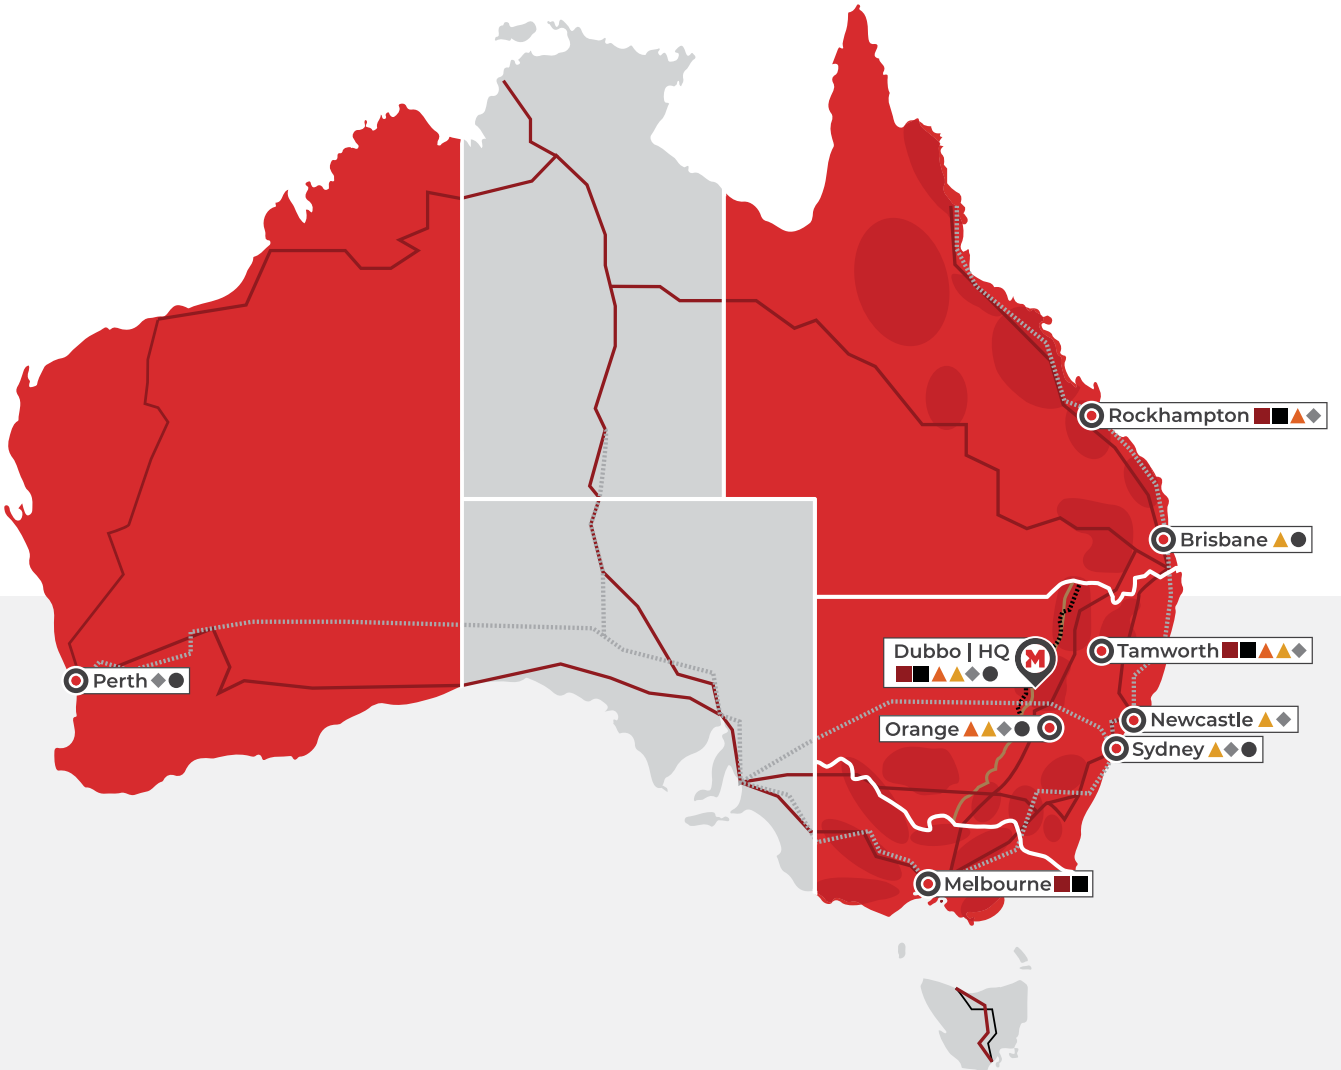 Rockhampton
Brisbane
Dubbo | HQ
M
Tamworth
Perth
Orange
Newcastle
Sydney
Melbourne